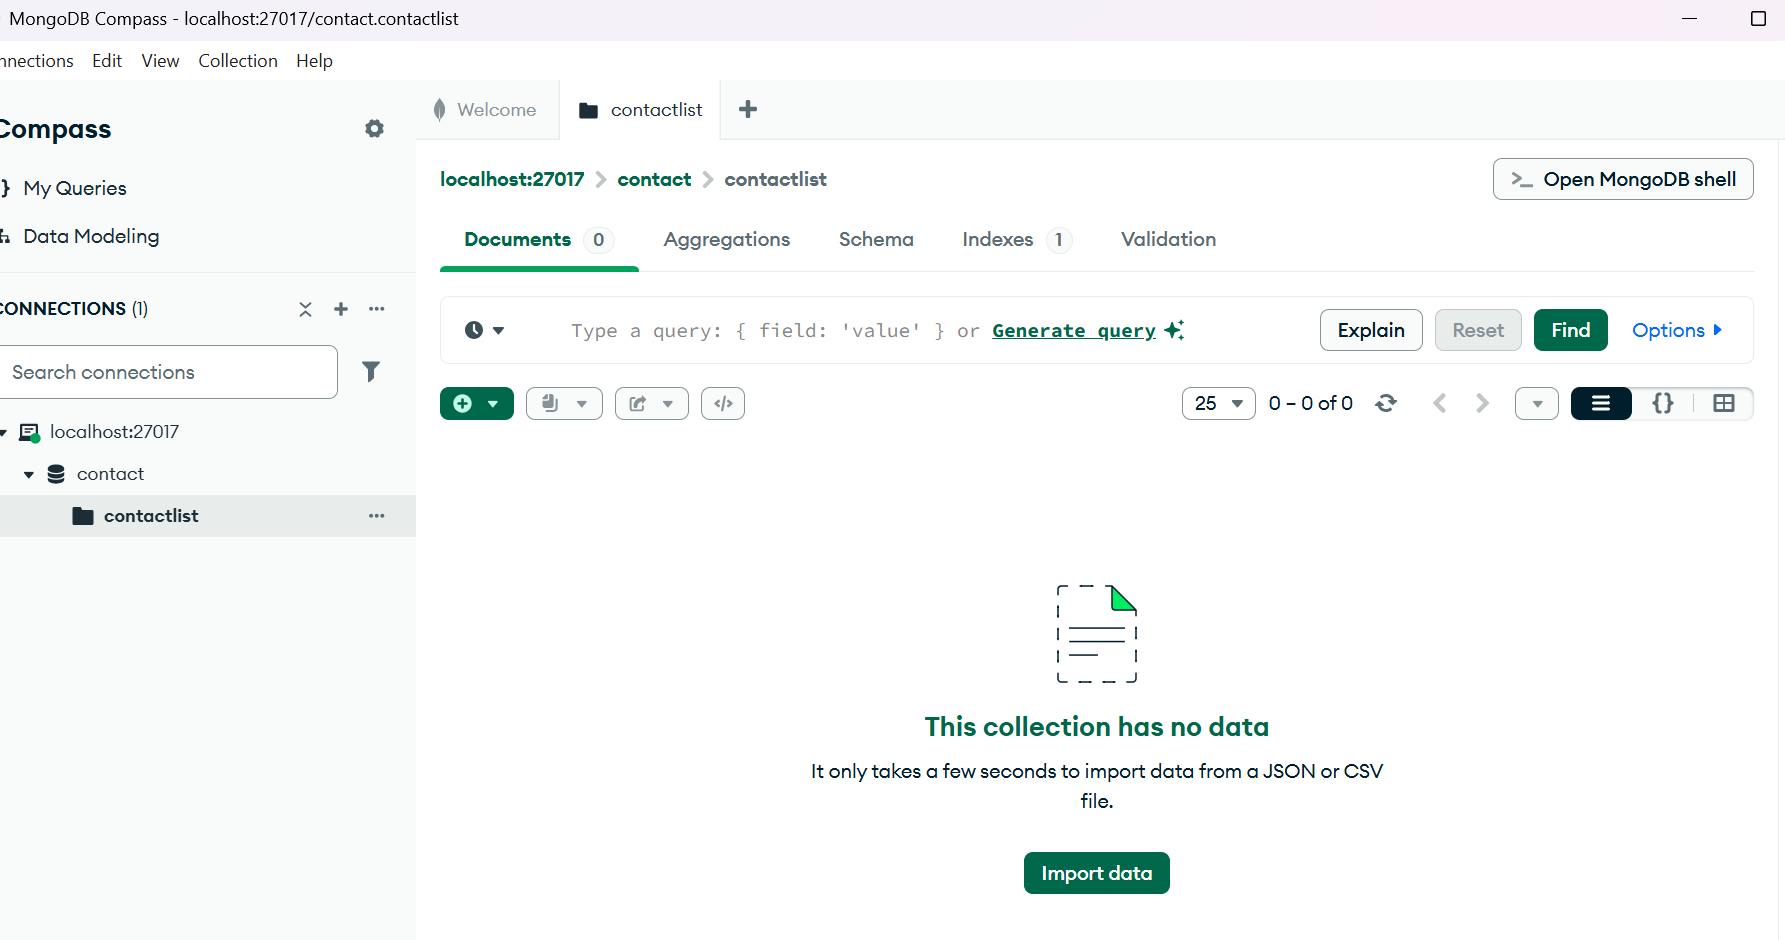 MongoDB Compass - localhost:27017/contact.contactlist
nnections Edit View Collection Help
Compass
My Queries
Data Modeling
CONNECTIONS (1)
Search connections
localhost:27017
contact
contactlist
Welcome
contactlist
localhost:27017 > contact > contactlist
>_ Open MongoDB shell
Documents 0 Aggregations Schema Indexes 1 Validation
Type a query: { field: 'value' } or Generate query
Explain Reset Find Options
25 0 – 0 of 0
This collection has no data
It only takes a few seconds to import data from a JSON or CSV
file.
Import data